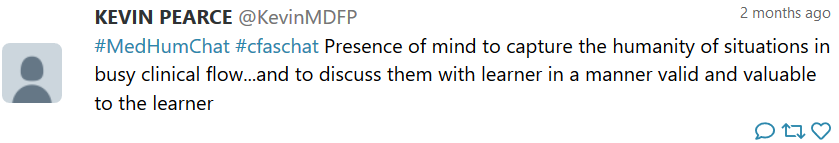 KEVIN PEARCE @KevinMDFP 2 months ago
#MedHumChat #cfaschat Presence of mind to capture the humanity of situations in
busy clinical flow...and to discuss them with learner in a manner valid and valuable
to the learner